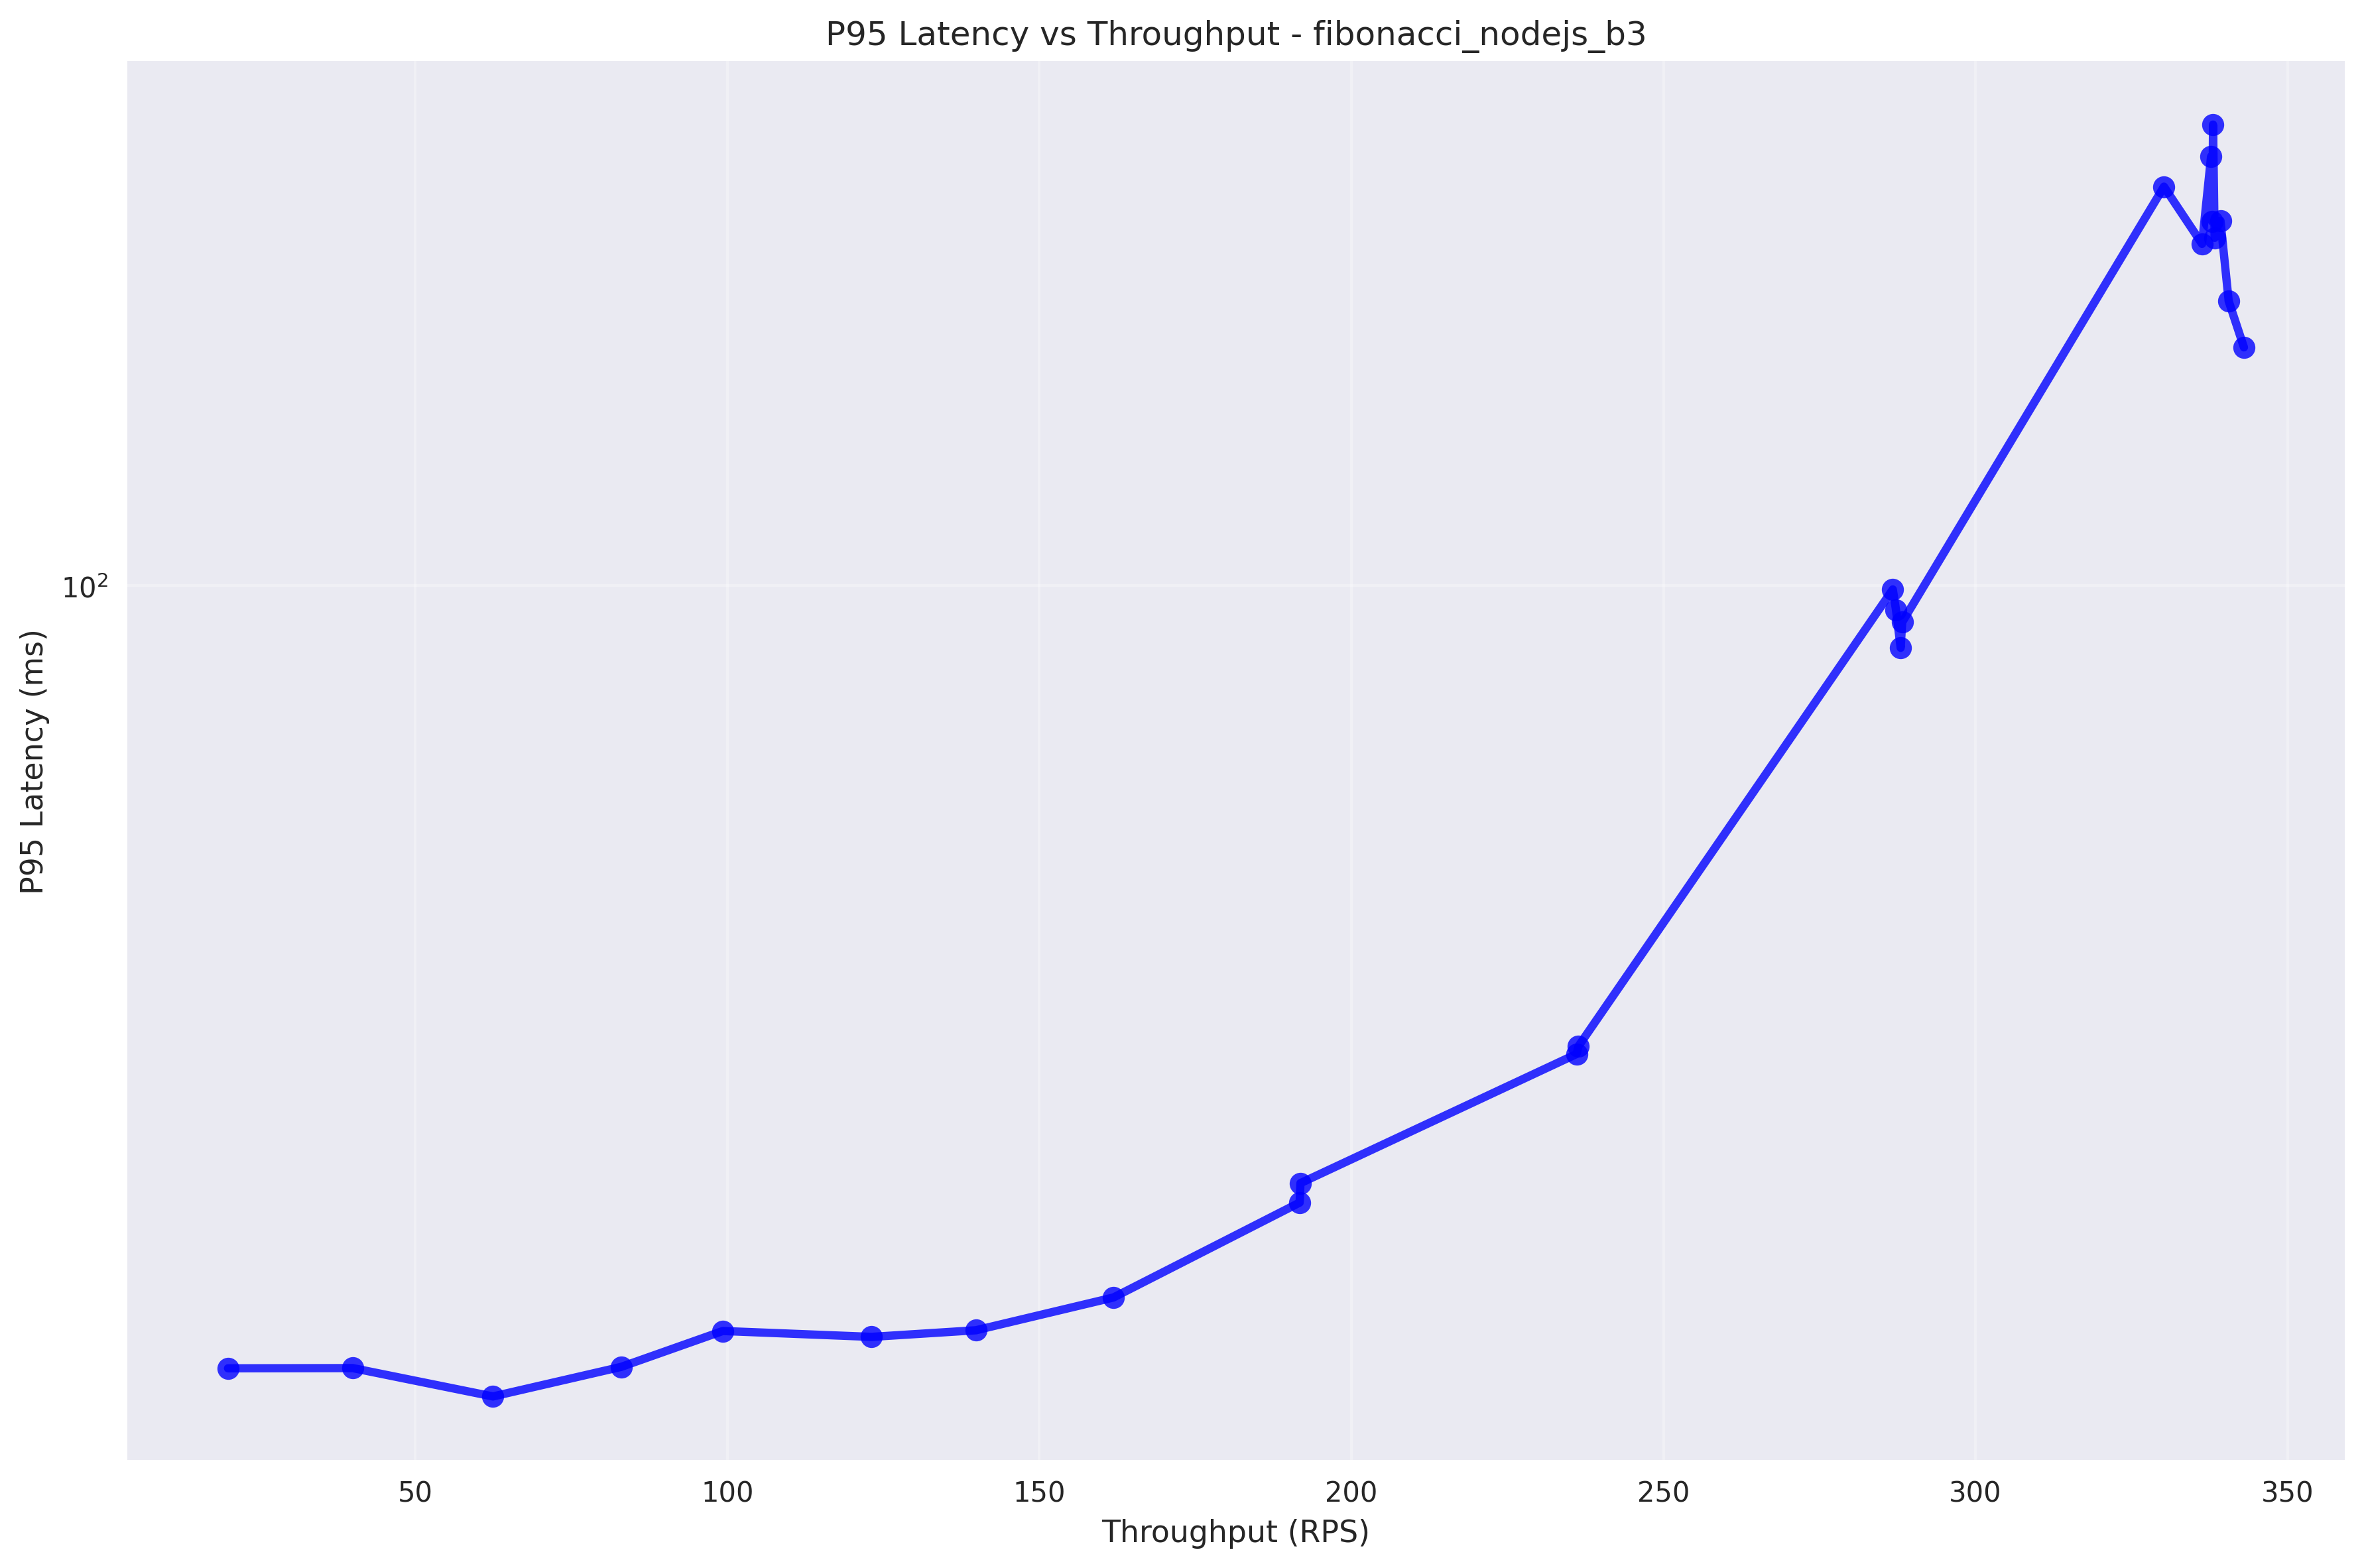 P95 Latency vs Throughput - fibonacci_nodejs_b3
P95 Latency (ms)
10²
50 100 150 200 250 300 350
Throughput (RPS)